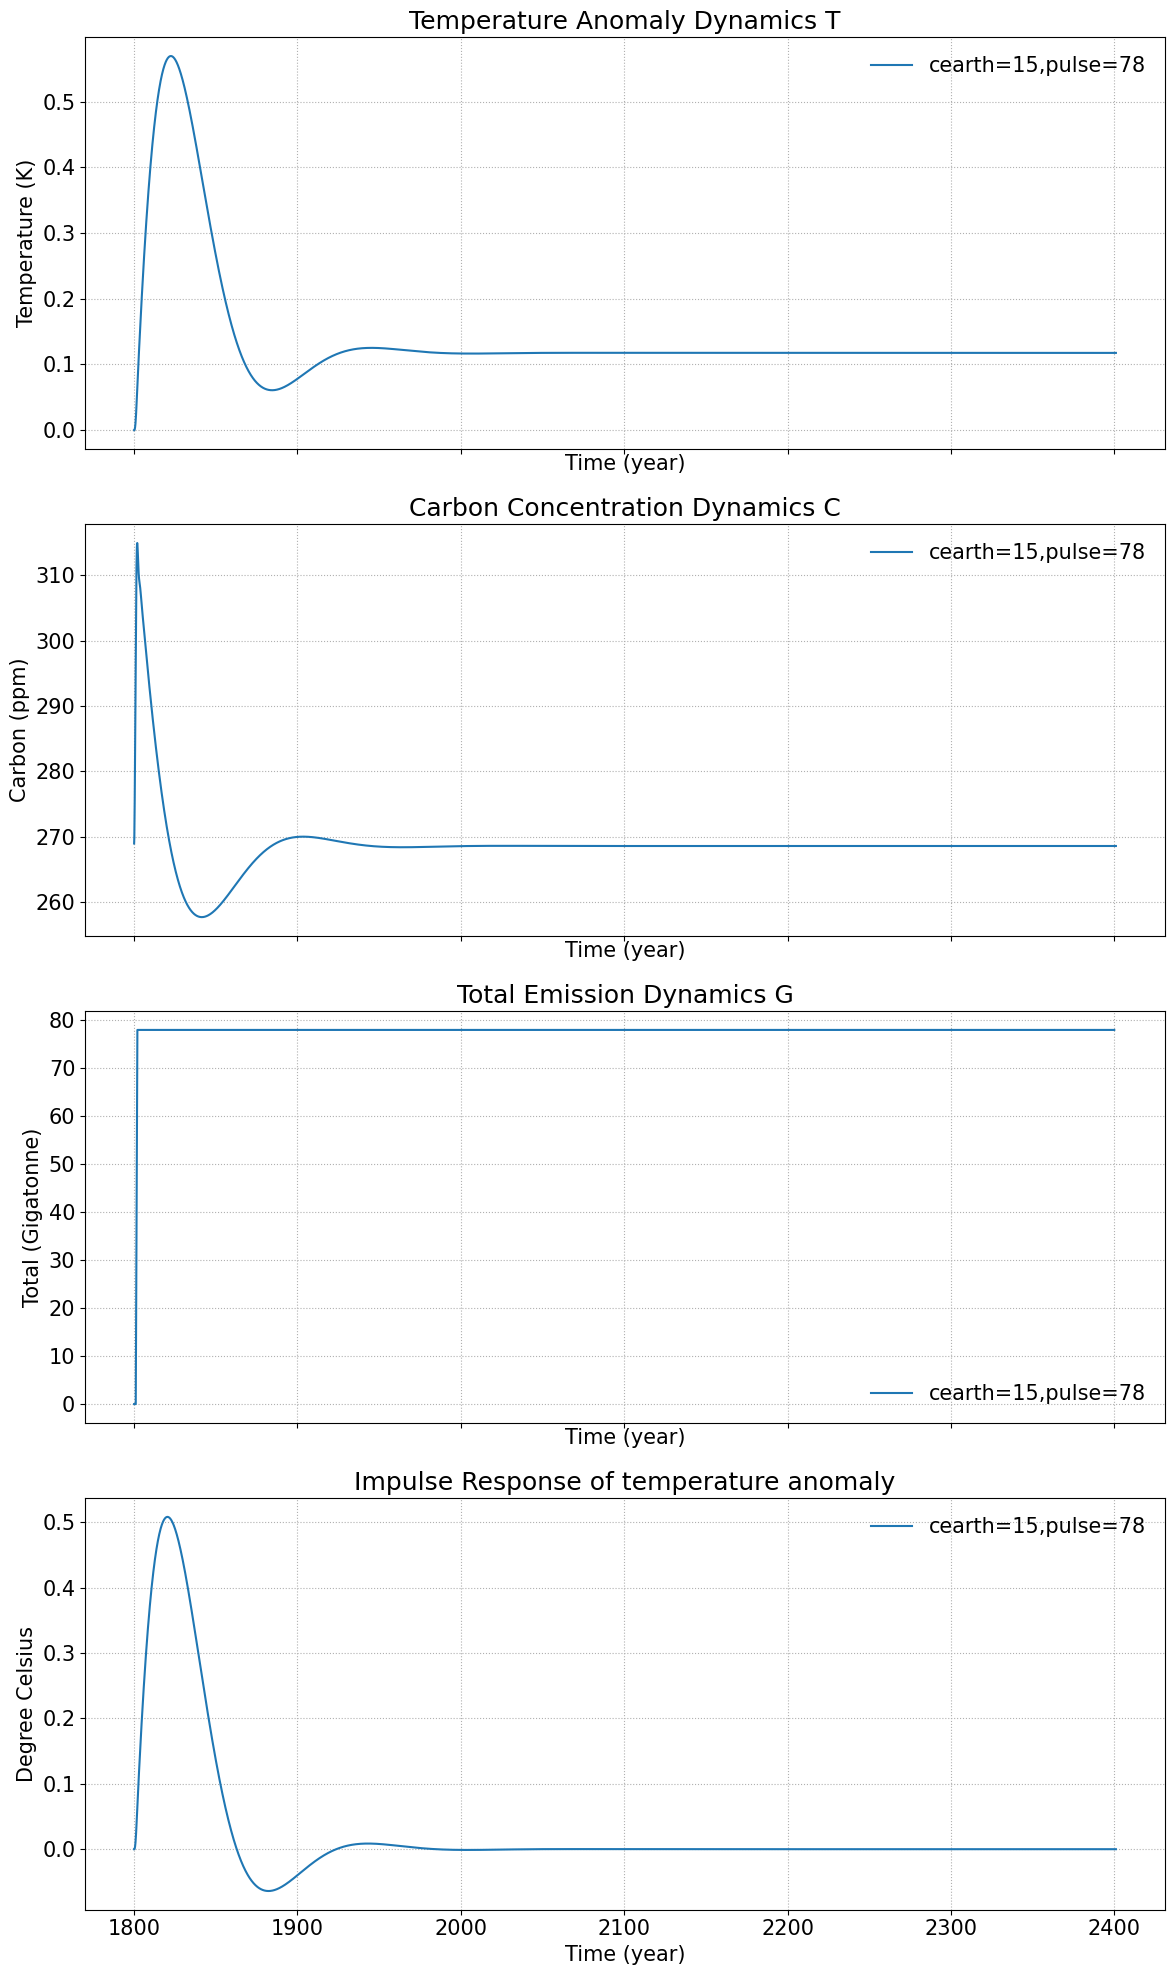 Temperature Anomaly Dynamics T
cearth=15,pulse=78
0.5
0.4
0.3
0.2
0.1
0.0
Temperature (K)
Time (year)
Carbon Concentration Dynamics C
cearth=15,pulse=78
310
300
290
280
270
260
Carbon (ppm)
Time (year)
Total Emission Dynamics G
80
70
60
50
40
30
20
10
0
Total (Gigatonne)
cearth=15,pulse=78
Time (year)
Impulse Response of temperature anomaly
cearth=15,pulse=78
0.5
0.4
0.3
0.2
0.1
0.0
Degree Celsius
1800 1900 2000 2100 2200 2300 2400
Time (year)